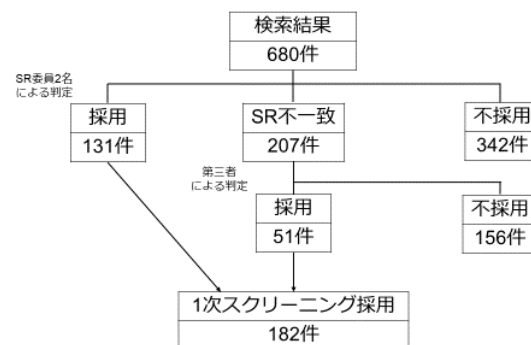 検索結果
680件
SR委員2名
による判定
採用
131件
SR不一致
207件
不採用
342件
第三者
による判定
採用
51件
不採用
156件
1次スクリーニング採用
182件